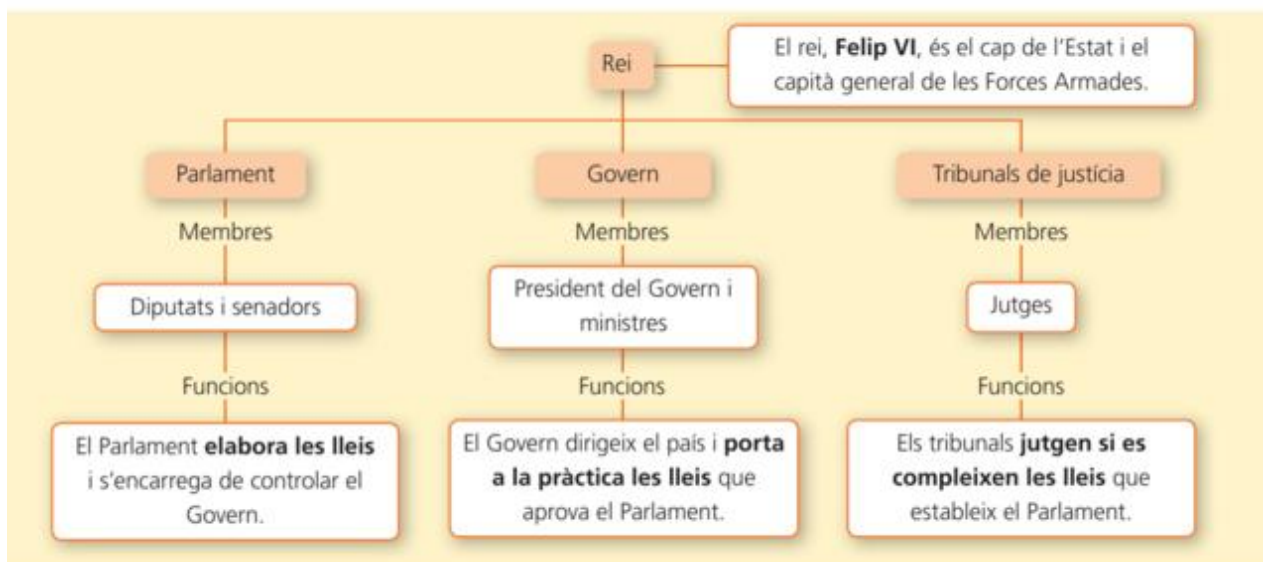 Rei
El rei, Felip VI, és el cap de l'Estat i el
capità general de les Forces Armades.
Parlament
Membres
Diputats i senadors
Funcions
El Parlament elabora les lleis
i s'encarrega de controlar el
Govern.
Govern
Membres
President del Govern i
ministres
Funcions
El Govern dirigeix el país i porta
a la pràctica les lleis que
aprova el Parlament.
Tribunals de justícia
Membres
Jutges
Funcions
Els tribunals jutgen si es
compleixen les lleis que
estableix el Parlament.